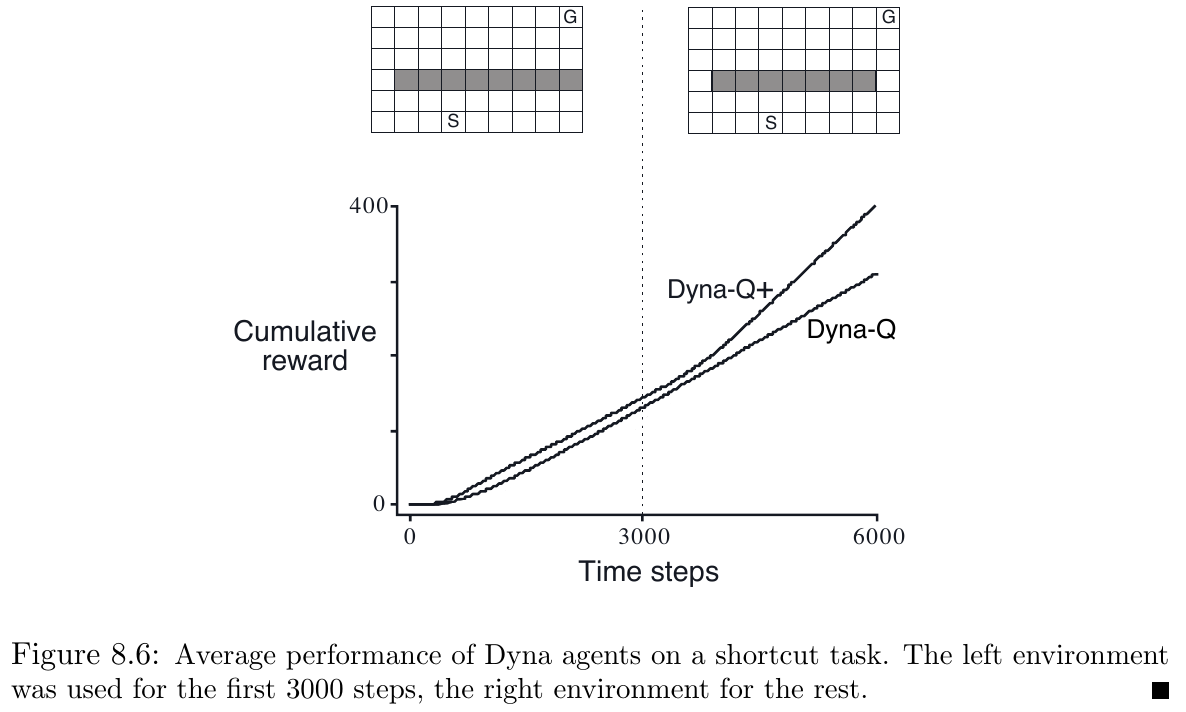 G
G
S
S
400
Dyna-Q+
Cumulative
reward
Dyna-Q
0
0
3000
6000
Time steps
Figure 8.6: Average performance of Dyna agents on a shortcut task. The left environment
was used for the first 3000 steps, the right environment for the rest.